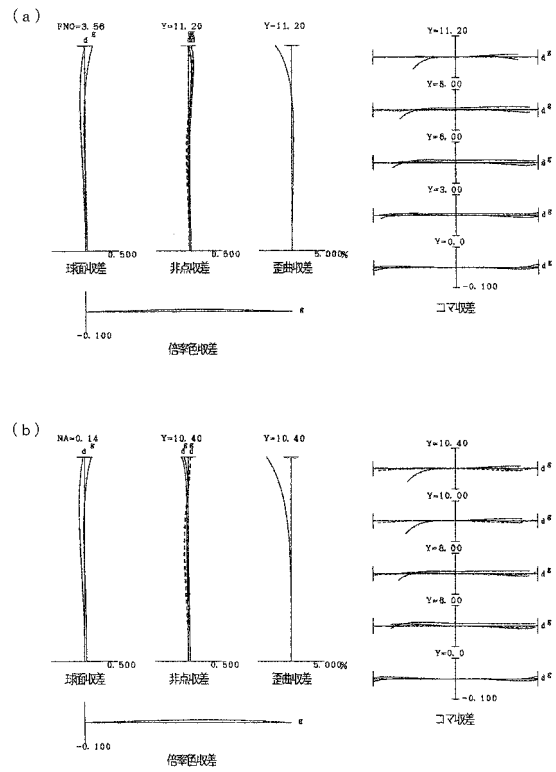 (a)
FNO=3.56 Y=11.20 Y=11.20
d g
0.500 0.500 5.000%
球面収差 非点収差 歪曲収差
g
-0.100
倍率色収差
Y=11.20
d g
Y=8.00
d g
Y=6.00
d g
Y=3.00
d g
Y=0.0
d g
-0.100
コマ収差
(b)
NA=0.14 Y=10.40 Y=10.40
d g
0.500 0.500 5.000%
球面収差 非点収差 歪曲収差
g
-0.100
倍率色収差
Y=10.40
d g
Y=10.00
d g
Y=8.00
d g
Y=6.00
d g
Y=0.0
d g
-0.100
コマ収差